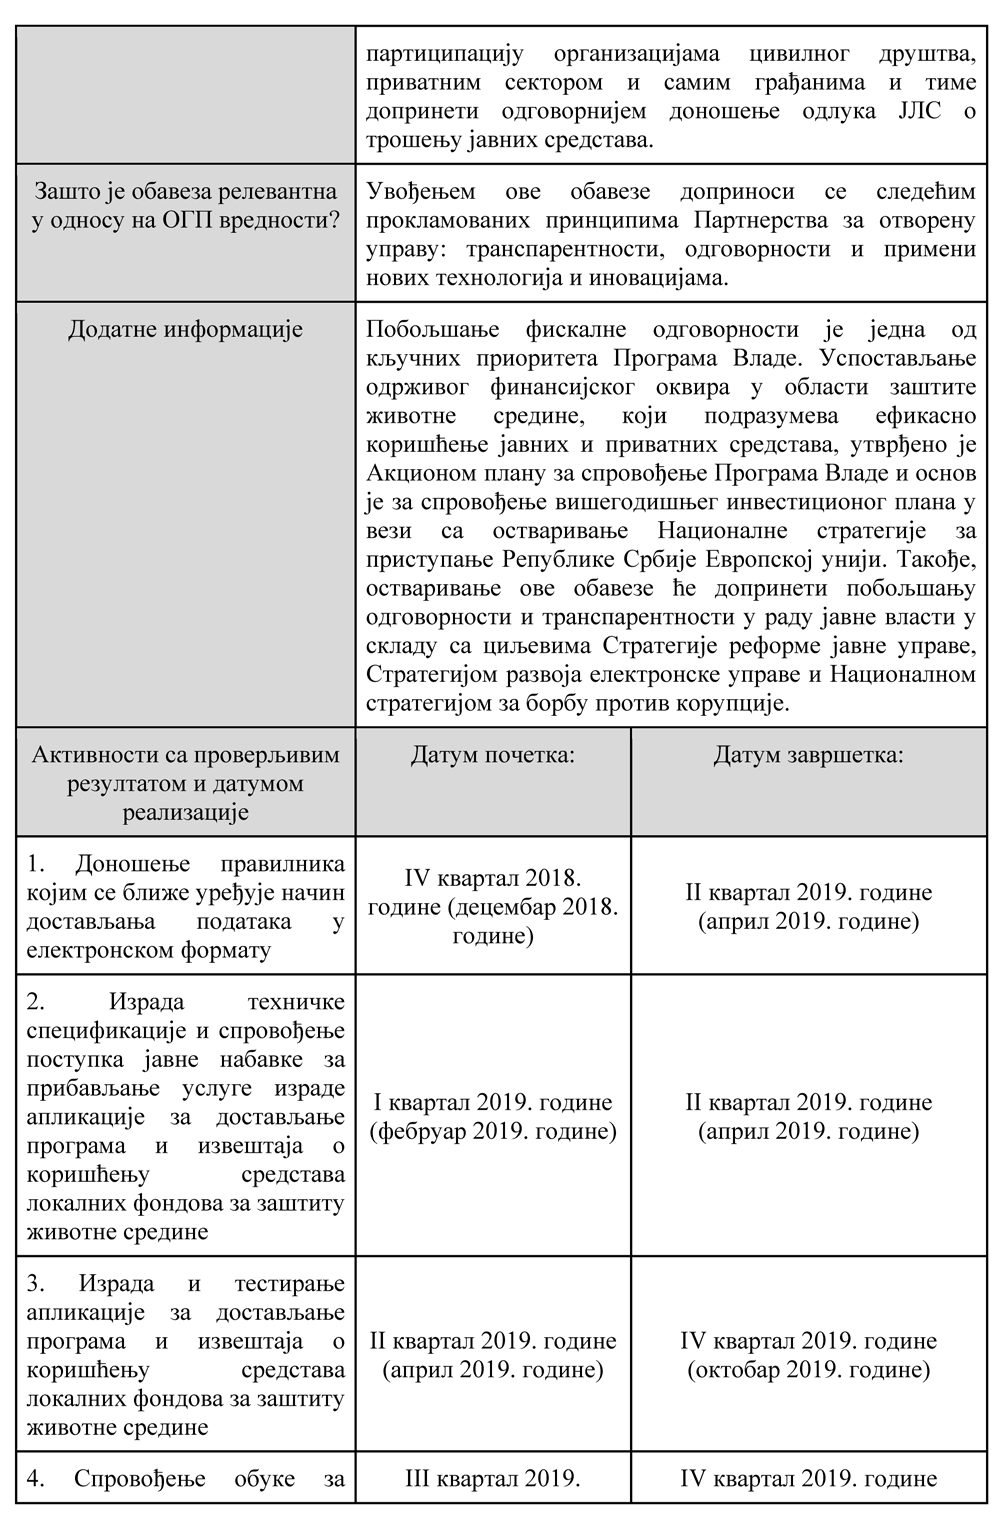 партиципацију организацијама цивилног друштва,
приватним сектором и самим грађанима и тиме
допринети одговорнијем доношење одлука ЈЛС о
трошењу јавних средстава.
Зашто је обавеза релевантна
у односу на ОГП вредности?
Увођењем ове обавезе доприноси се следећим
прокламованих принципима Партнерства за отворену
управу: транспарентности, одговорности и примени
нових технологија и иновацијама.
Додатне информације
Побољшање фискалне одговорности је једна од
кључних приоритета Програма Владе. Успостављање
одрживог финансијског оквира у области заштите
животне средине, који подразумева ефикасно
коришћење јавних и приватних средстава, утврђено је
Акционом плану за спровођење Програма Владе и основ
је за спровођење вишегодишњег инвестиционог плана у
вези са остваривање Националне стратегије за
приступање Републике Србије Европској унији. Такође,
остваривање ове обавезе ће допринети побољшању
одговорности и транспарентности у раду јавне власти у
складу са циљевима Стратегије реформе јавне управе,
Стратегијом развоја електронске управе и Националном
стратегијом за борбу против корупције.
Активности са проверљивим
резултатом и датумом
реализације
Датум почетка:
Датум завршетка:
1. Доношење правилника
којим се ближе уређује начин
достављања података у
електронском формату
IV квартал 2018.
године (децембар 2018.
године)
II квартал 2019. године
(април 2019. године)
2. Израда техничке
спецификације и спровођење
поступка јавне набавке за
прибављање услуге израде
апликације за достављање
програма и извештаја о
коришћењу средстава
локалних фондова за заштиту
животне средине
I квартал 2019. године
(фебруар 2019. године)
II квартал 2019. године
(април 2019. године)
3. Израда и тестирање
апликације за достављање
програма и извештаја о
коришћењу средстава
локалних фондова за заштиту
животне средине
II квартал 2019. године
(април 2019. године)
IV квартал 2019. године
(октобар 2019. године)
4. Спровођење обуке за
III квартал 2019.
IV квартал 2019. године